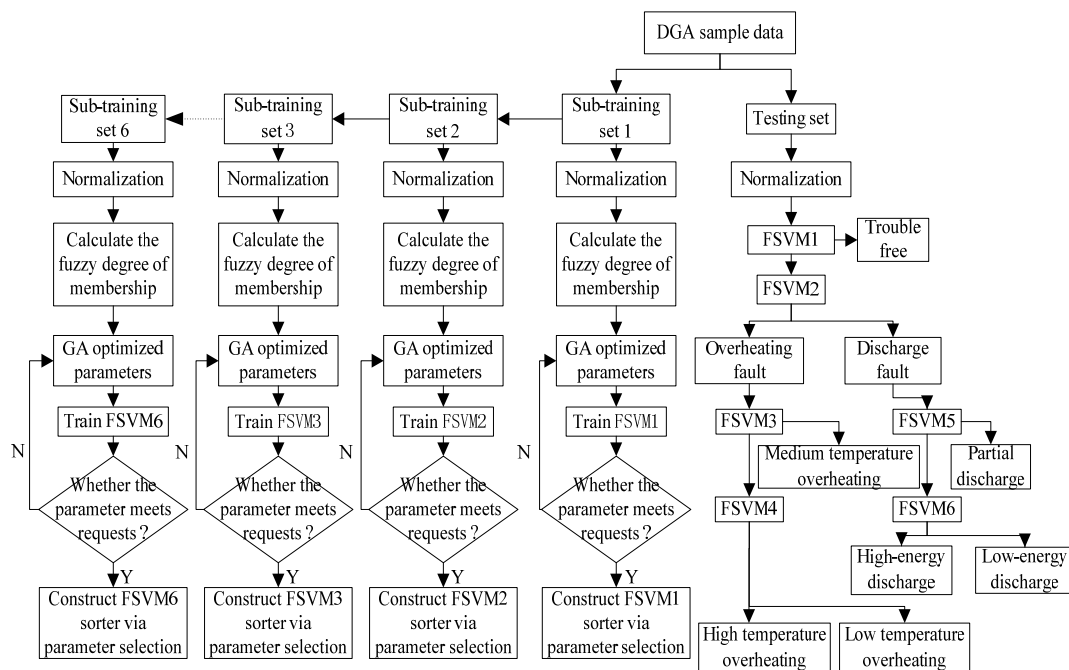 DGA sample data
Sub-training
set 6
Sub-training
set 3
Sub-training
set 2
Sub-training
set 1
Testing set
Normalization
Normalization
Normalization
Normalization
Normalization
Calculate the
fuzzy degree of
membership
Calculate the
fuzzy degree of
membership
Calculate the
fuzzy degree of
membership
Calculate the
fuzzy degree of
membership
FSVM1
Trouble
free
FSVM2
GA optimized
parameters
GA optimized
parameters
GA optimized
parameters
GA optimized
parameters
Overheating
fault
Discharge
fault
Train FSVM6
Train FSVM3
Train FSVM2
Train FSVM1
FSVM3
FSVM5
N
N
N
N
Medium temperature
overheating
Partial
discharge
Whether the
parameter meets
requests？
Whether the
parameter meets
requests？
Whether the
parameter meets
requests？
Whether the
parameter meets
requests？
FSVM4
FSVM6
High-energy
discharge
Low-energy
discharge
Y
Y
Y
Y
Construct FSVM6
sorter via
parameter selection
Construct FSVM3
sorter via
parameter selection
Construct FSVM2
sorter via
parameter selection
Construct FSVM1
sorter via
parameter selection
High temperature
overheating
Low temperature
overheating